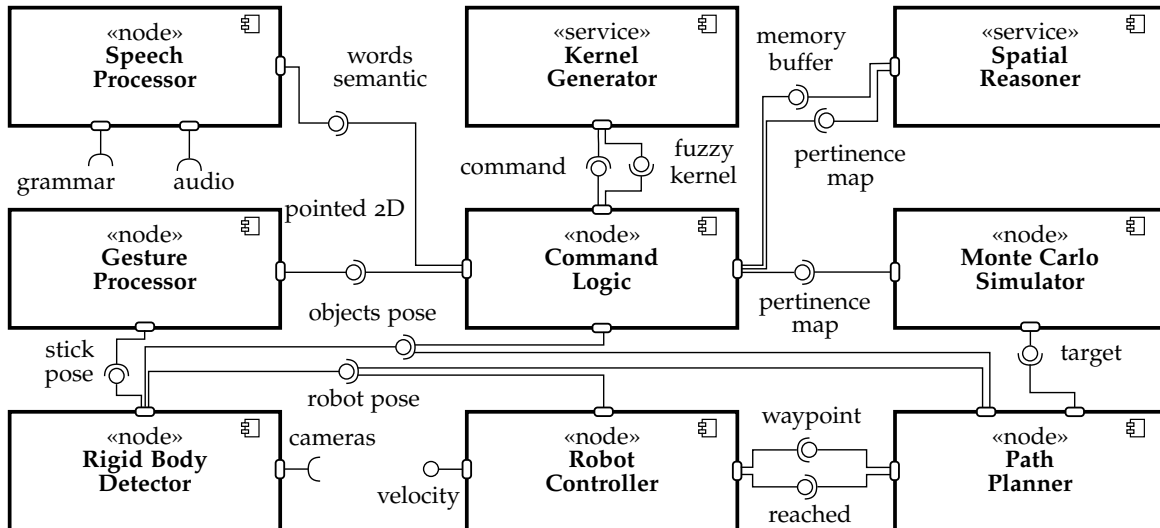 «node»
Speech
Processor
words
semantic
«service»
Kernel
Generator
memory
buffer
«service»
Spatial
Reasoner
grammar
audio
command
fuzzy
kernel
pertinence
map
pointed 2D
«node»
Gesture
Processor
«node»
Command
Logic
«node»
Monte Carlo
Simulator
objects pose
pertinence
map
stick
pose
target
robot pose
«node»
Rigid Body
Detector
cameras
velocity
«node»
Robot
Controller
waypoint
reached
«node»
Path
Planner